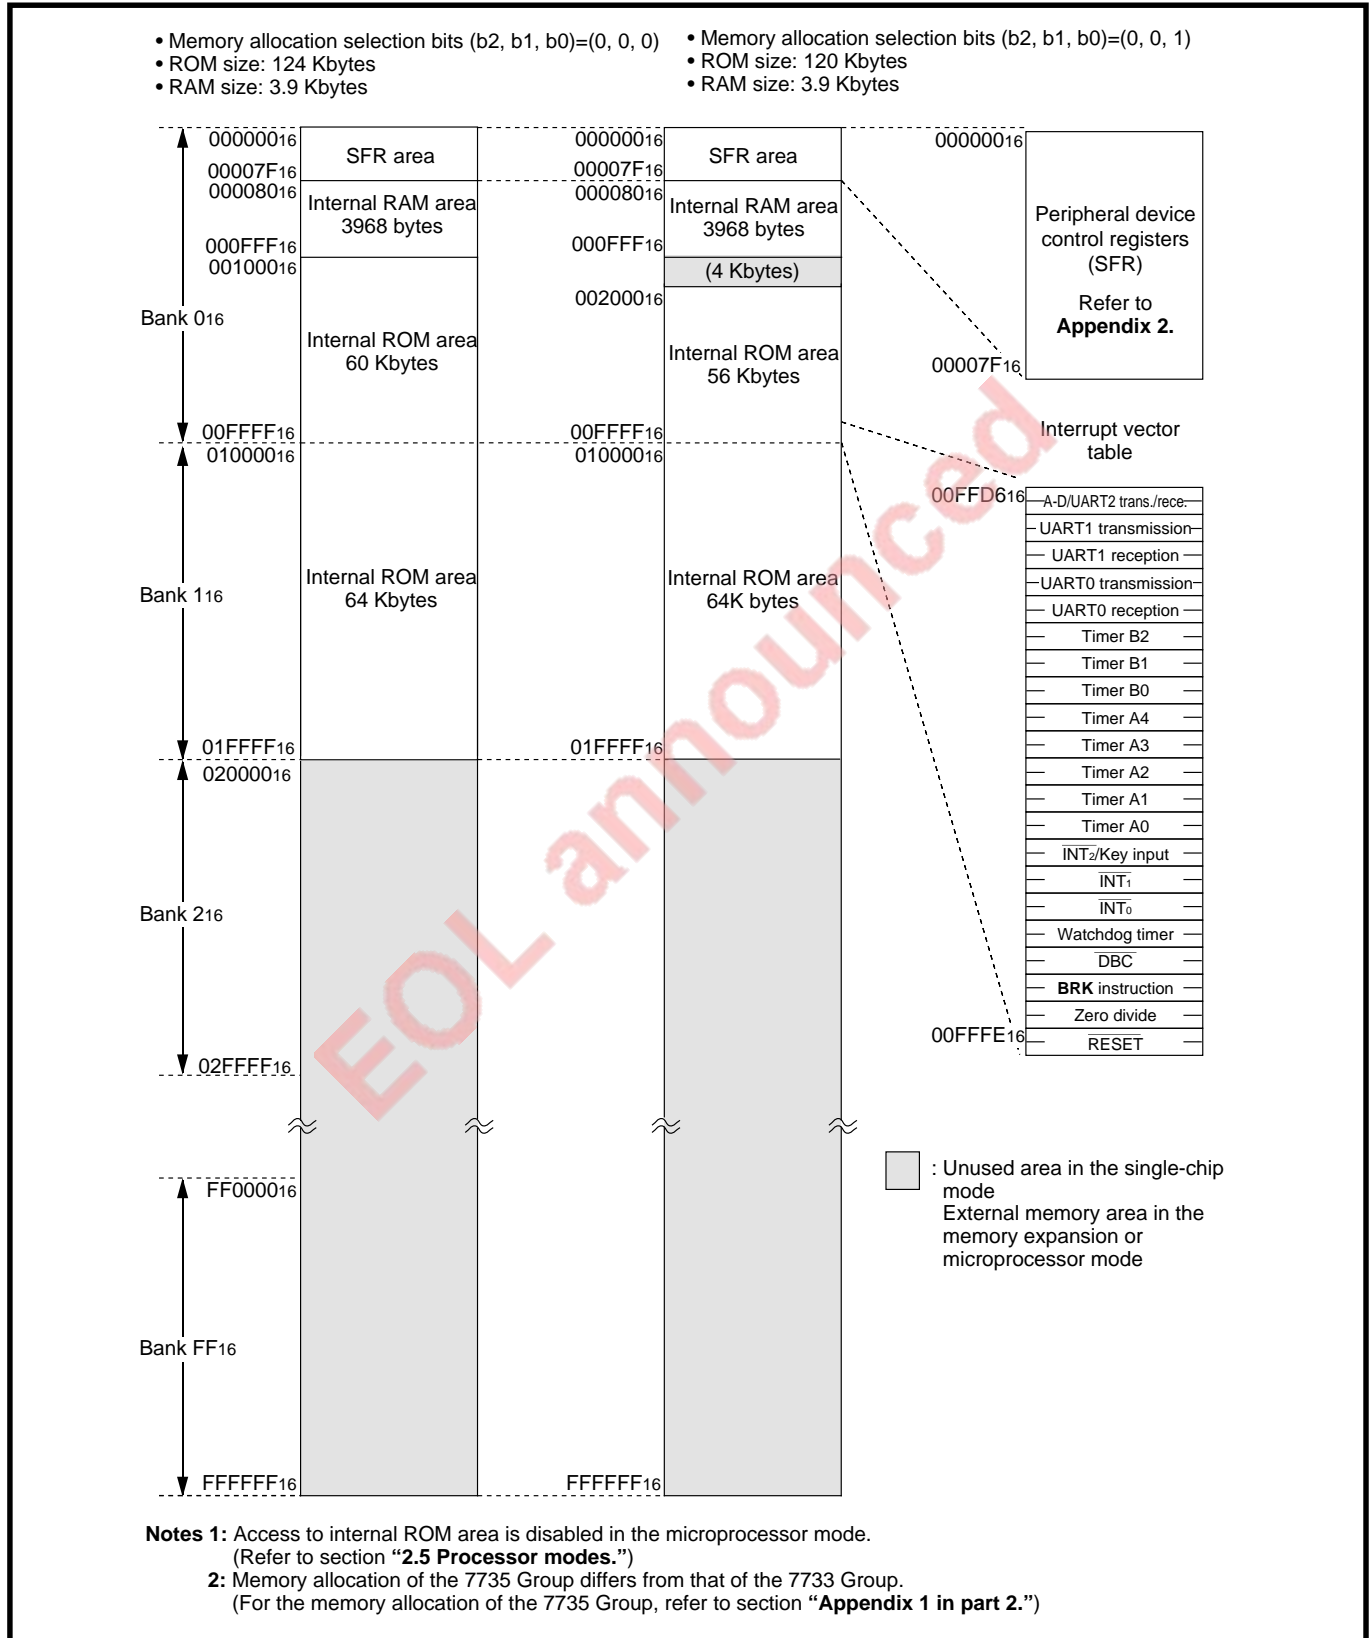 • Memory allocation selection bits (b2, b1, b0)=(0, 0, 0)
• ROM size: 124 Kbytes
• RAM size: 3.9 Kbytes
• Memory allocation selection bits (b2, b1, b0)=(0, 0, 1)
• ROM size: 120 Kbytes
• RAM size: 3.9 Kbytes
00000016
00007F16
00008016
000FFF16
00100016
Bank 016
00FFFF16
01000016
Bank 116
01FFFF16
02000016
Bank 216
02FFFF16
FF000016
Bank FF16
FFFFFF16
SFR area
Internal RAM area
3968 bytes
Internal ROM area
60 Kbytes
Internal ROM area
64 Kbytes
00000016
00007F16
00008016
000FFF16
00200016
00FFFF16
01000016
01FFFF16
FFFFFF16
SFR area
Internal RAM area
3968 bytes
(4 Kbytes)
Internal ROM area
56 Kbytes
Internal ROM area
64K bytes
00000016
Peripheral device
control registers
(SFR)
Refer to
Appendix 2.
00007F16
Interrupt vector
table
00FFD616
A-D/UART2 trans./rece.
UART1 transmission
UART1 reception
UART0 transmission
UART0 reception
Timer B2
Timer B1
Timer B0
Timer A4
Timer A3
Timer A2
Timer A1
Timer A0
INT2/Key input
INT1
INT0
Watchdog timer
DBC
BRK instruction
Zero divide
00FFFE16
RESET
: Unused area in the single-chip
mode
External memory area in the
memory expansion or
microprocessor mode
EOL announced
Notes 1: Access to internal ROM area is disabled in the microprocessor mode.
(Refer to section “2.5 Processor modes.”)
2: Memory allocation of the 7735 Group differs from that of the 7733 Group.
(For the memory allocation of the 7735 Group, refer to section “Appendix 1 in part 2.”)